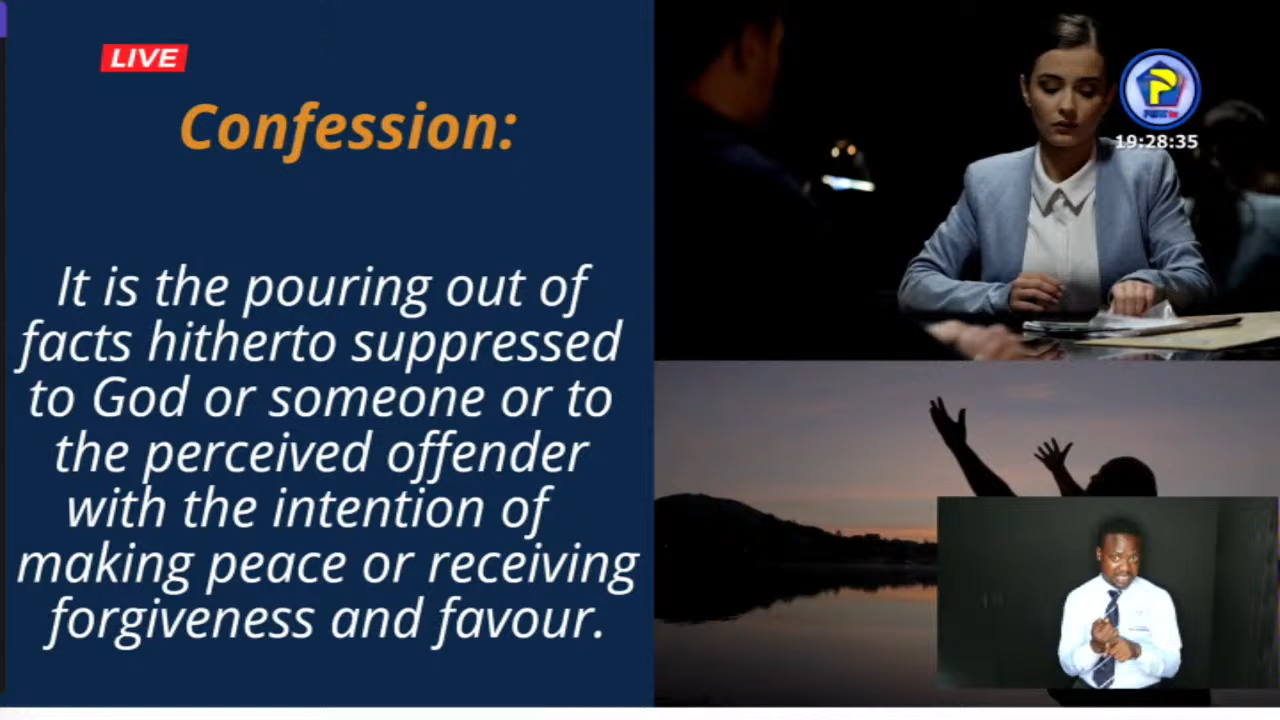 LIVE
Confession:
It is the pouring out of
facts hitherto suppressed
to God or someone or to
the perceived offender
with the intention of
making peace or receiving
forgiveness and favour.
P
19:28:35